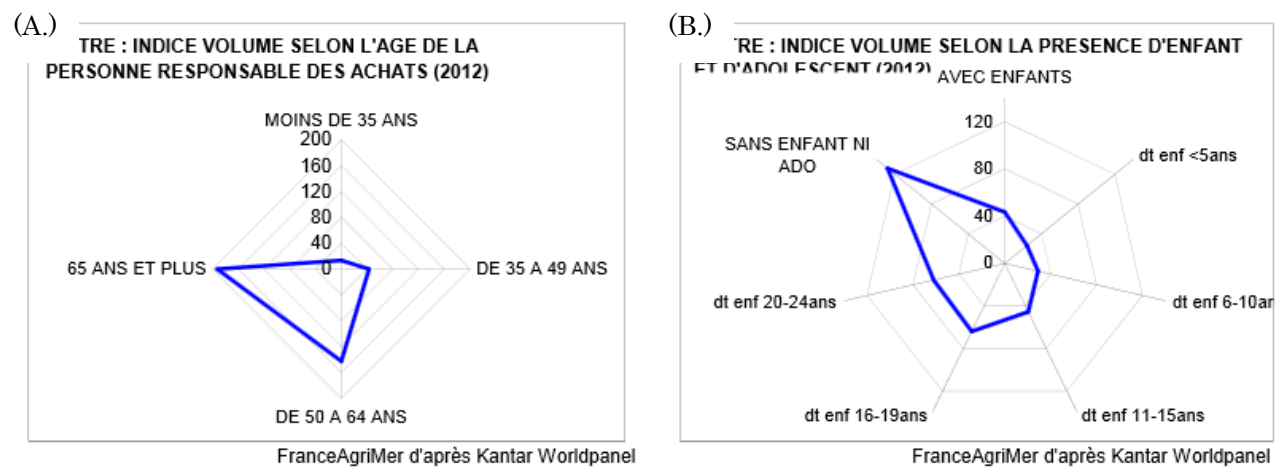 (A.)
TRE : INDICE VOLUME SELON L'AGE DE LA
PERSONNE RESPONSABLE DES ACHATS (2012)
MOINS DE 35 ANS
200
160
120
80
40
0
65 ANS ET PLUS
DE 35 A 49 ANS
DE 50 A 64 ANS
FranceAgriMer d'après Kantar Worldpanel
(B.)
TRE : INDICE VOLUME SELON LA PRESENCE D'ENFANT
ET D'ADOLESCENT (2012)
AVEC ENFANTS
120
80
40
0
SANS ENFANT NI
ADO
dt enf <5ans
dt enf 20-24ans
dt enf 6-10ar
dt enf 16-19ans
dt enf 11-15ans
FranceAgriMer d'après Kantar Worldpanel